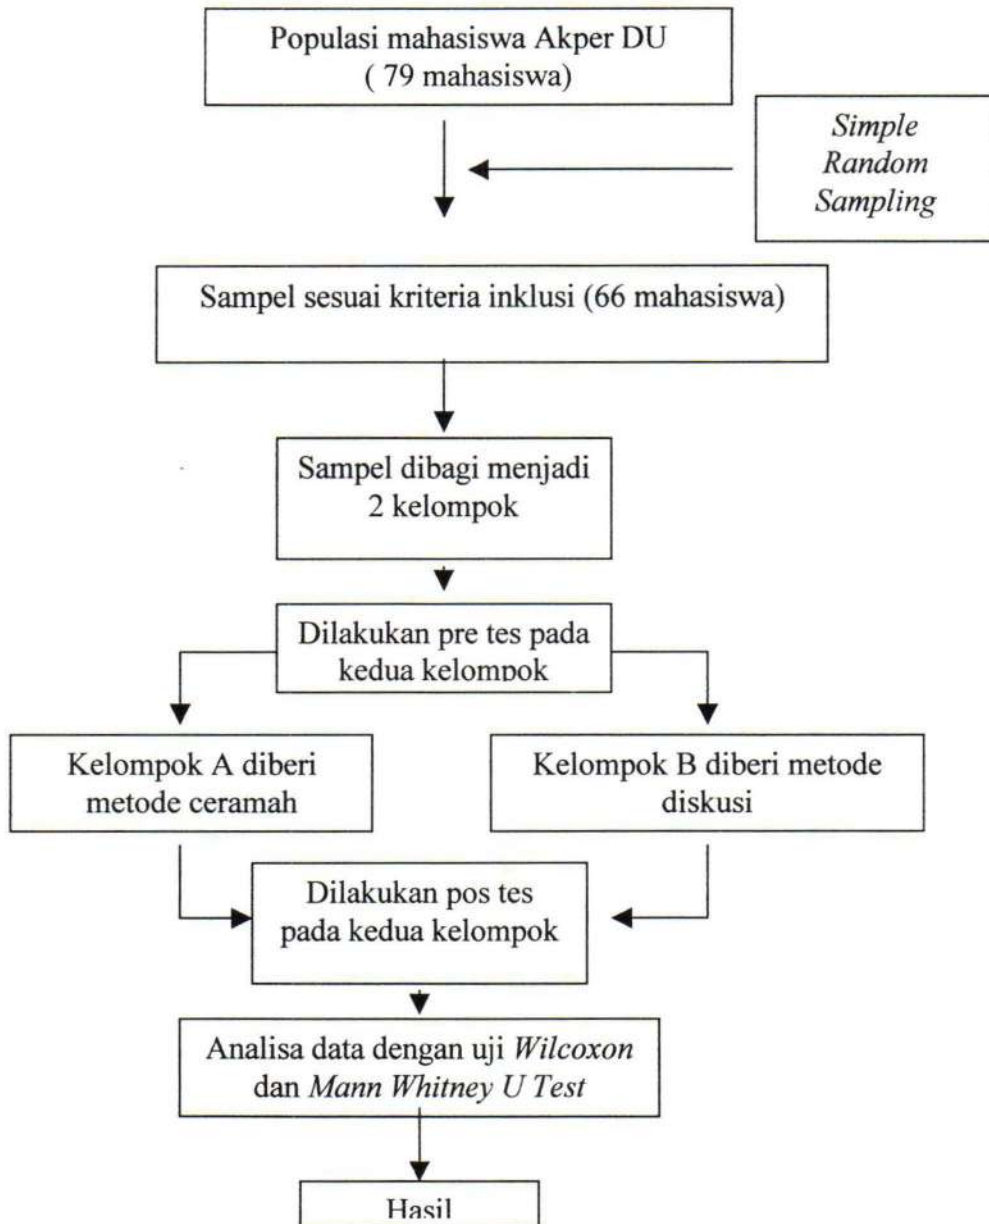 Populasi mahasiswa Akper DU
( 79 mahasiswa)
Simple
Random
Sampling
Sampel sesuai kriteria inklusi (66 mahasiswa)
Sampel dibagi menjadi
2 kelompok
Dilakukan pre tes pada
kedua kelompok
Kelompok A diberi
metode ceramah
Kelompok B diberi metode
diskusi
Dilakukan pos tes
pada kedua kelompok
Analisa data dengan uji Wilcoxon
dan Mann Whitney U Test
Hasil